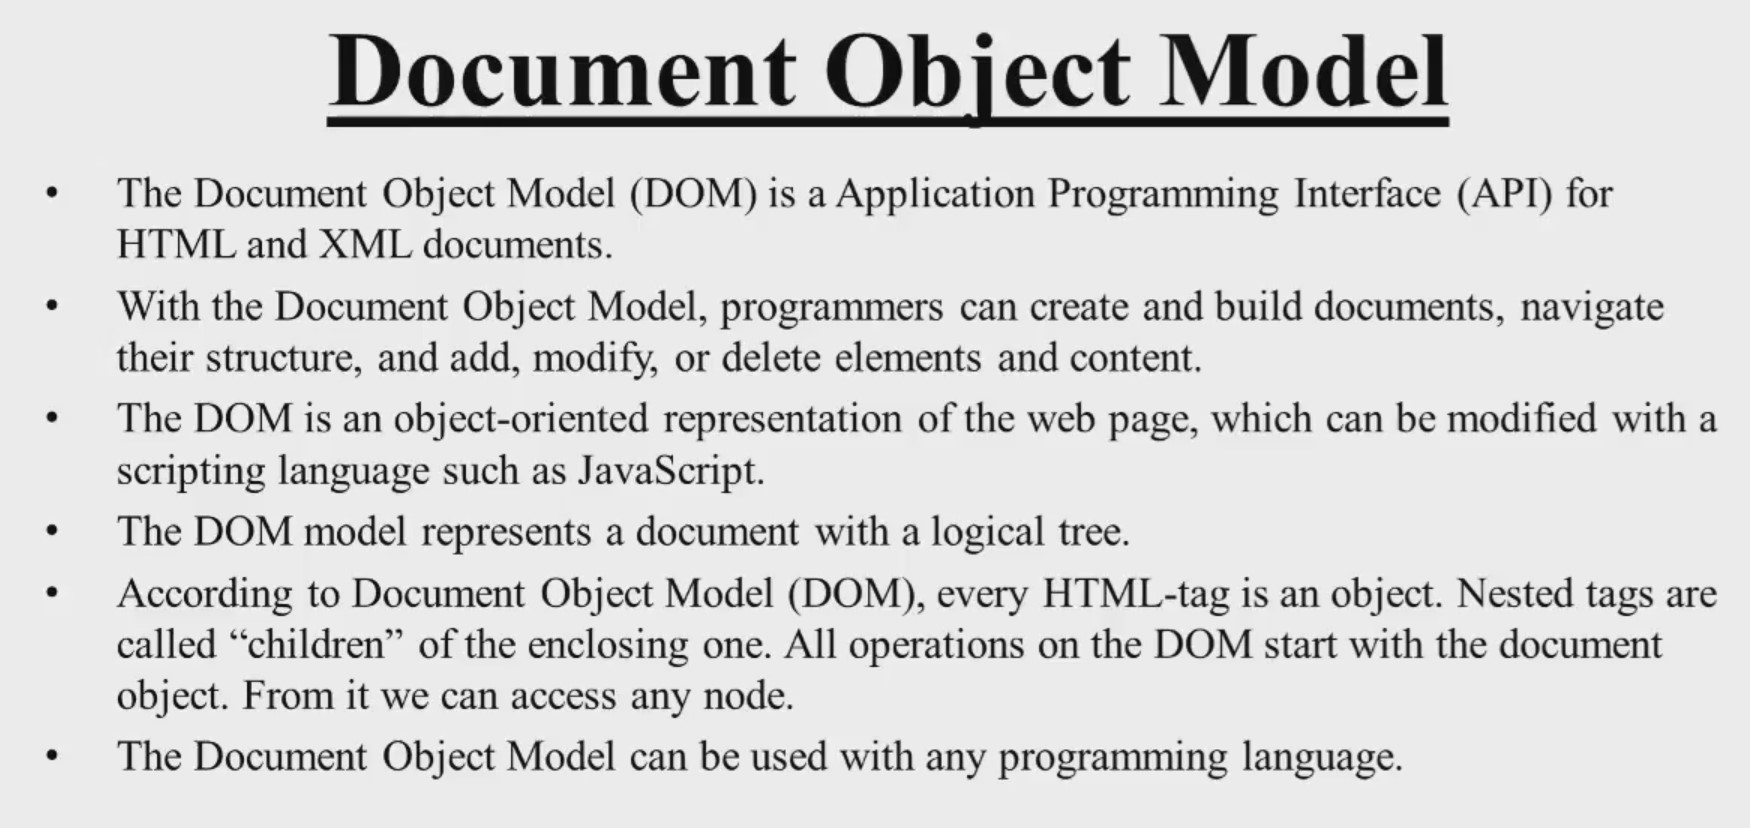 Document Object Model
• The Document Object Model (DOM) is a Application Programming Interface (API) for
HTML and XML documents.
• With the Document Object Model, programmers can create and build documents, navigate
their structure, and add, modify, or delete elements and content.
• The DOM is an object-oriented representation of the web page, which can be modified with a
scripting language such as JavaScript.
• The DOM model represents a document with a logical tree.
• According to Document Object Model (DOM), every HTML-tag is an object. Nested tags are
called “children” of the enclosing one. All operations on the DOM start with the document
object. From it we can access any node.
• The Document Object Model can be used with any programming language.